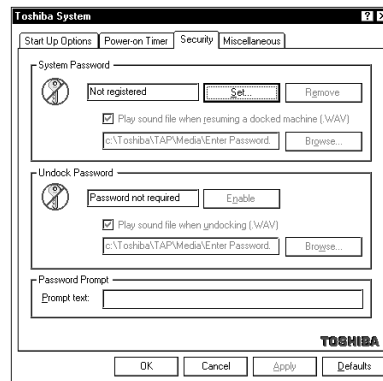 Toshiba System
Start Up Options Power-on Timer Security Miscellaneous
System Password
Not registered Set... Remove
Play sound file when resuming a docked machine (.WAV)
c:\Toshiba\TAP\Media\Enter Password. Browse...
Undock Password
Password not required Enable
Play sound file when undocking (.WAV)
c:\Toshiba\TAP\Media\Enter Password. Browse...
Password Prompt
Prompt text:
TOSHIBA
OK Cancel Apply Defaults